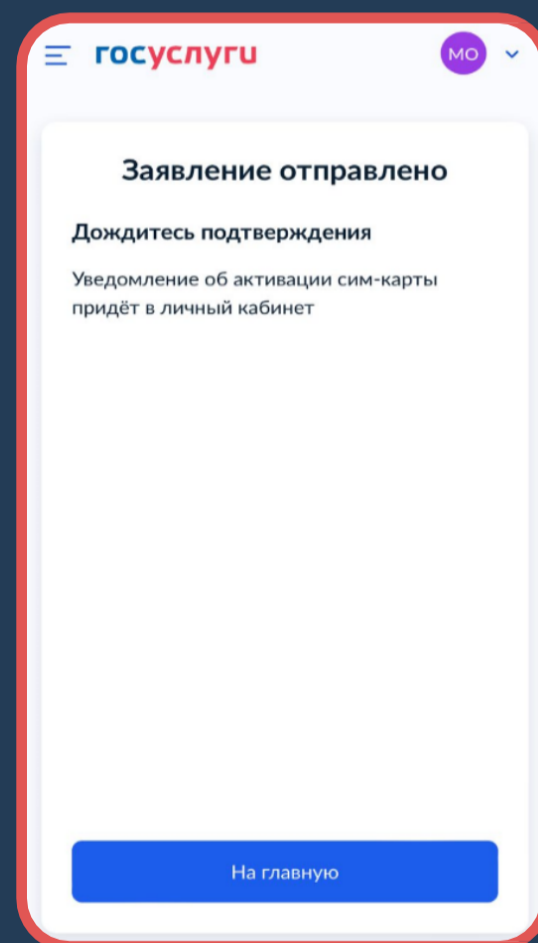 госуслуги
МО
Заявление отправлено
Дождитесь подтверждения
Уведомление об активации сим-карты
придёт в личный кабинет
На главную